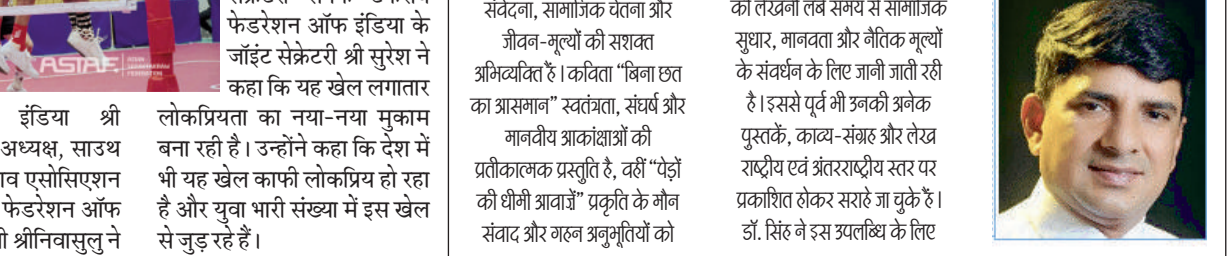 फेडरेशन ऑफ इंडिया के
जॉइंट सेक्रेटरी श्री सुरेश ने
कहा कि यह खेल लगातार
ASTAF
इंडिया श्री
अध्यक्ष, साउथ
एसोसिएशन
फेडरेशन ऑफ
श्रीनिवासुलु ने
लोकप्रियता का नया-नया मुकाम
बना रही है। उन्होंने कहा कि देश में
भी यह खेल काफी लोकप्रिय हो रहा
है और युवा भारी संख्या में इस खेल
से जुड़ रहे हैं।
संवेदना, सामाजिक चेतना और
जीवन-मूल्यों की सशक्त
अभिव्यक्ति हैं। कविता “बिना छत
का आसमान” स्वतंत्रता, संघर्ष और
मानवीय आकांक्षाओं की
प्रतीकात्मक प्रस्तुति है, वहीं “पेड़ों
की धीमी आवाज़ें” प्रकृति के मौन
संवाद और गहन अनुभूतियों को
की लेखनी लंबे समय से सामाजिक
सुधार, मानवता और नैतिक मूल्यों
के संवर्धन के लिए जानी जाती रही
है। इससे पूर्व भी उनकी अनेक
पुस्तकें, काव्य-संग्रह और लेख
राष्ट्रीय एवं अंतरराष्ट्रीय स्तर पर
प्रकाशित होकर सराहे जा चुके हैं।
डॉ. सिंह ने इस उपलब्धि के लिए